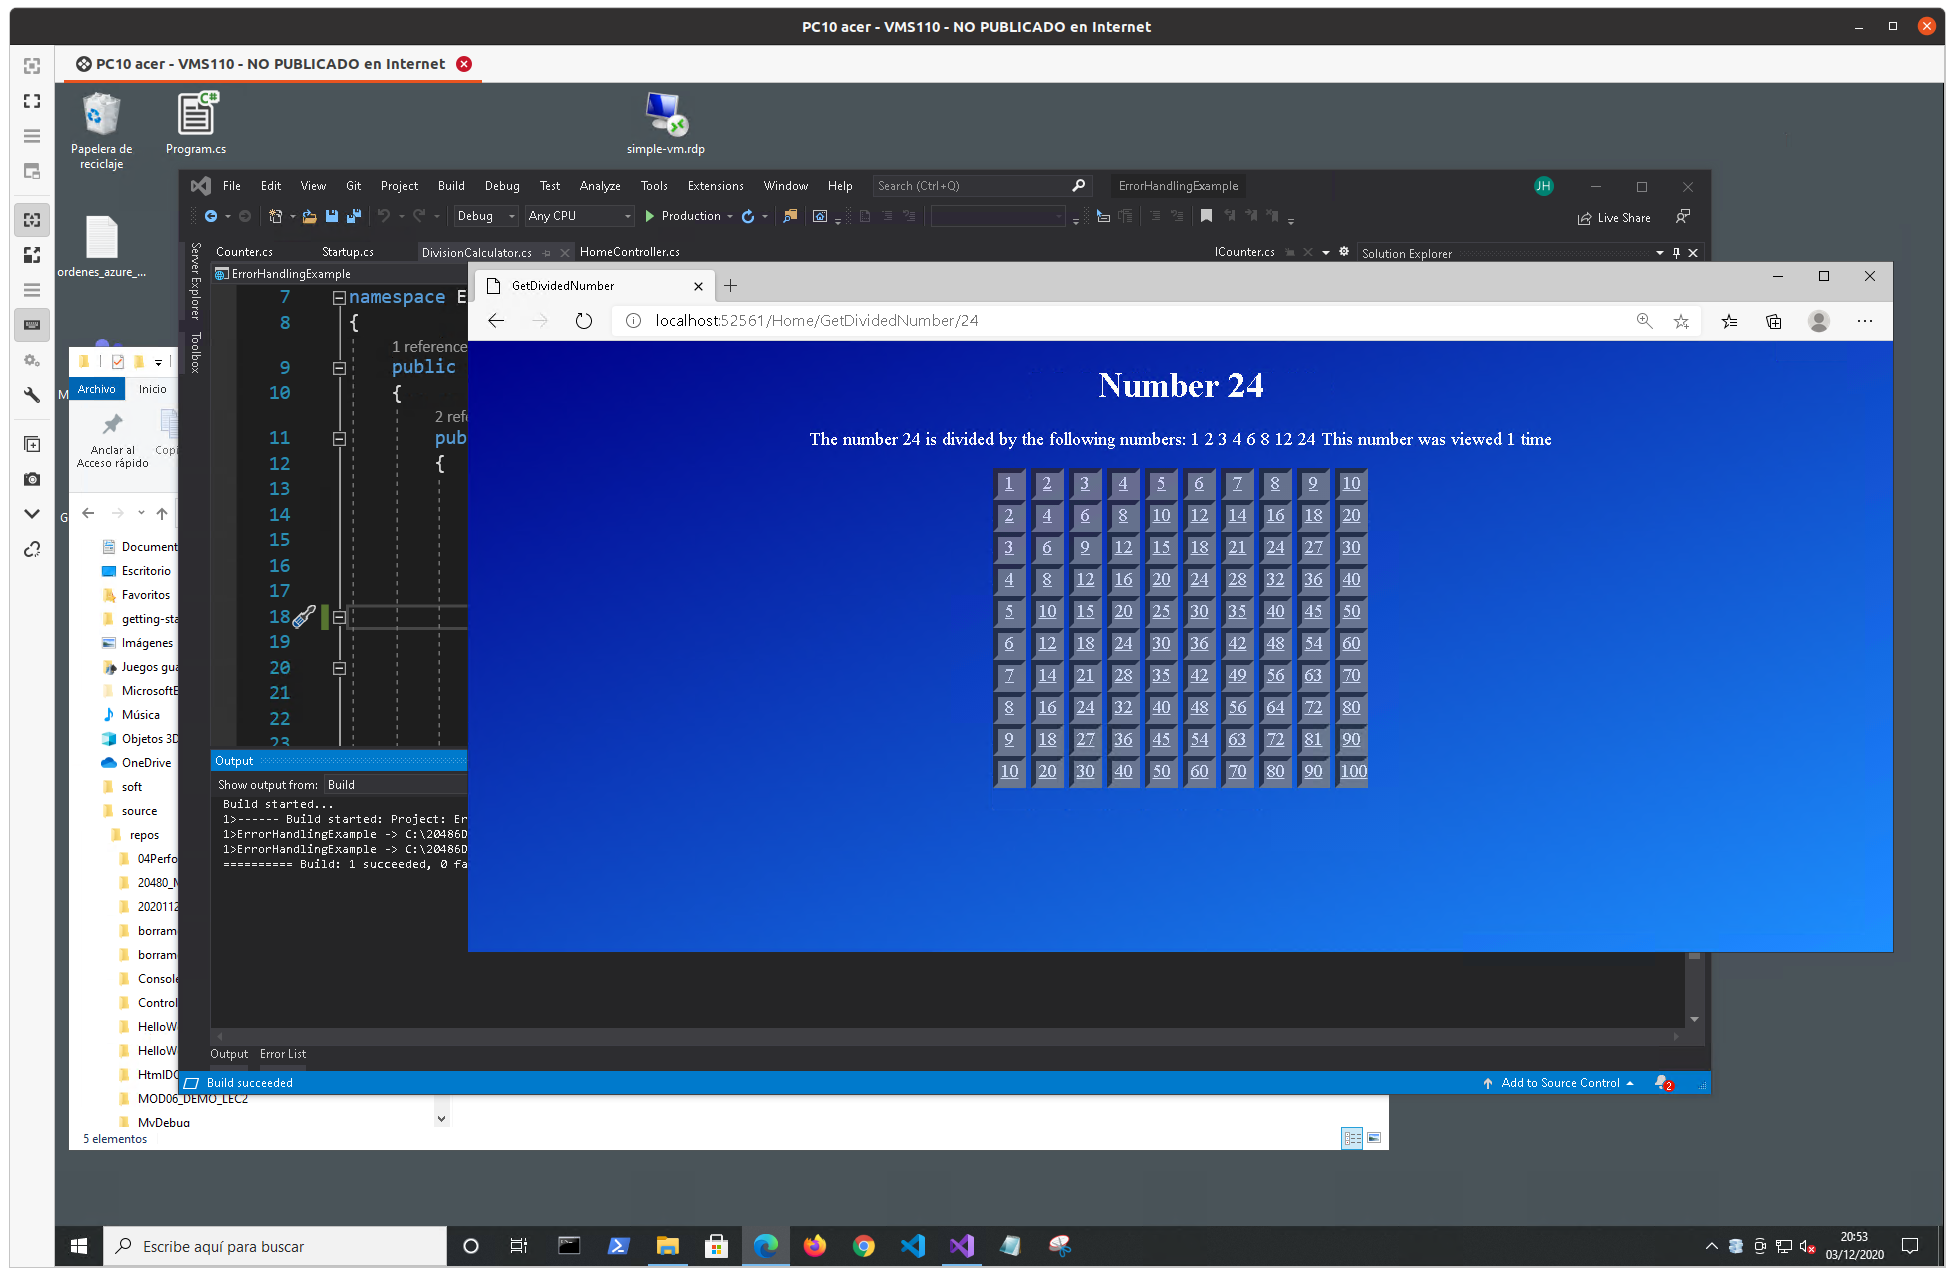 PC10 acer - VMS110 - NO PUBLICADO en Internet
PC10 acer - VMS110 - NO PUBLICADO en Internet
Papelera de reciclaje
Program.cs
simple-vm.rdp
ordenes_azure_...
File Edit View Git Project Build Debug Test Analyze Tools Extensions Window Help Search (Ctrl+Q) ErrorHandlingExample JH
Debug Any CPU Production Live Share
Server Explorer
Toolbox
Counter.cs Startup.cs DivisionCalculator.cs HomeController.cs ICounter.cs Solution Explorer
ErrorHandlingExample
7 namespace E
8 {
1 reference
9 public
10 {
2 refe
11 pub
12 {
13
14
15
16
17
18
19
20
21
22
23
Output
Show output from: Build
Build started...
1>------ Build started: Project: Er
1>ErrorHandlingExample -> C:\20486D
1>ErrorHandlingExample -> C:\20486D
========== Build: 1 succeeded, 0 fa
Output Error List
Build succeeded
Add to Source Control
2
GetDividedNumber
localhost:52561/Home/GetDividedNumber/24
Number 24
The number 24 is divided by the following numbers: 1 2 3 4 6 8 12 24 This number was viewed 1 time
1 2 3 4 5 6 7 8 9 10
2 4 6 8 10 12 14 16 18 20
3 6 9 12 15 18 21 24 27 30
4 8 12 16 20 24 28 32 36 40
5 10 15 20 25 30 35 40 45 50
6 12 18 24 30 36 42 48 54 60
7 14 21 28 35 42 49 56 63 70
8 16 24 32 40 48 56 64 72 80
9 18 27 36 45 54 63 72 81 90
10 20 30 40 50 60 70 80 90 100
M
G
Archivo Inicio
Anclar al Acceso rápido
Copi
Document
Escritorio
Favoritos
getting-sta
Imágenes
Juegos gua
MicrosoftE
Música
Objetos 3D
OneDrive
soft
source
repos
04Perfo
20480_N
2020112
borram
borram
Console
Control
HelloW
HelloW
HtmlDO
MOD06_DEMO_LEC2
MyDebug
5 elementos
Escribe aquí para buscar
20:53
03/12/2020